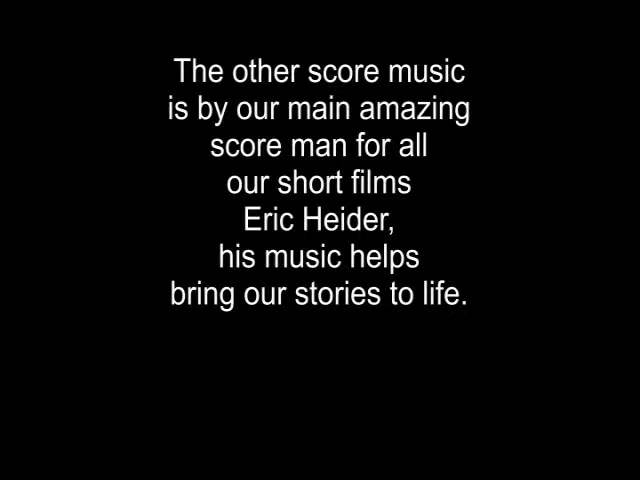 The other score music
is by our main amazing
score man for all
our short films
Eric Heider,
his music helps
bring our stories to life.